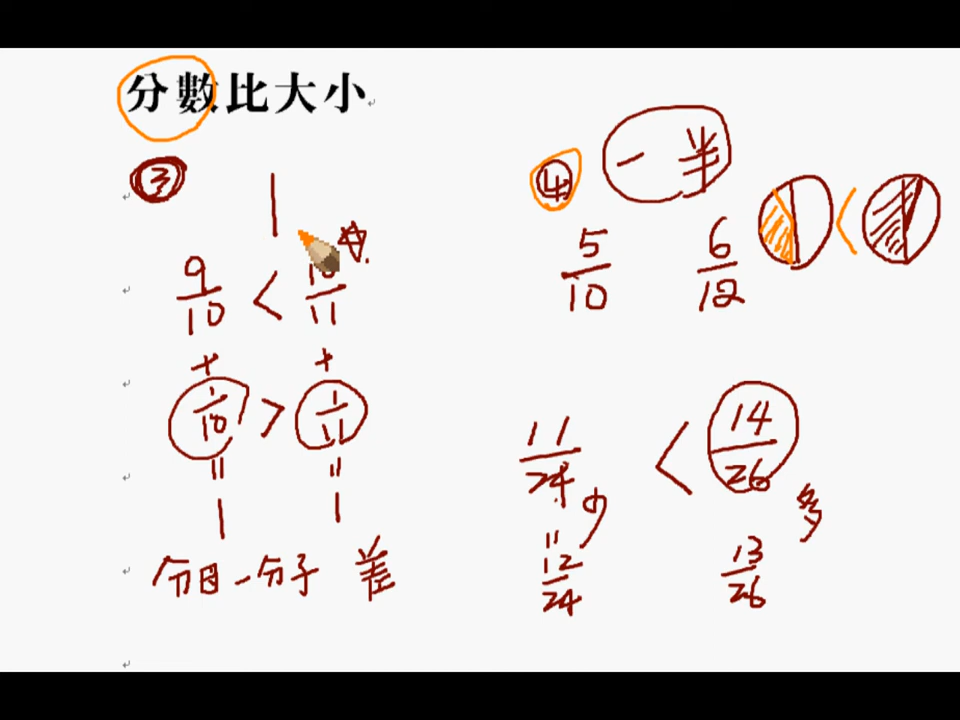 分數比大小
③
1
9/10 < 10/11
+ +
1/10 > 1/11
= =
1 1
分母-分子 差
④ 一半
5/10 6/12
<
11/24 < 14/26
少 多
=
12/24 13/26